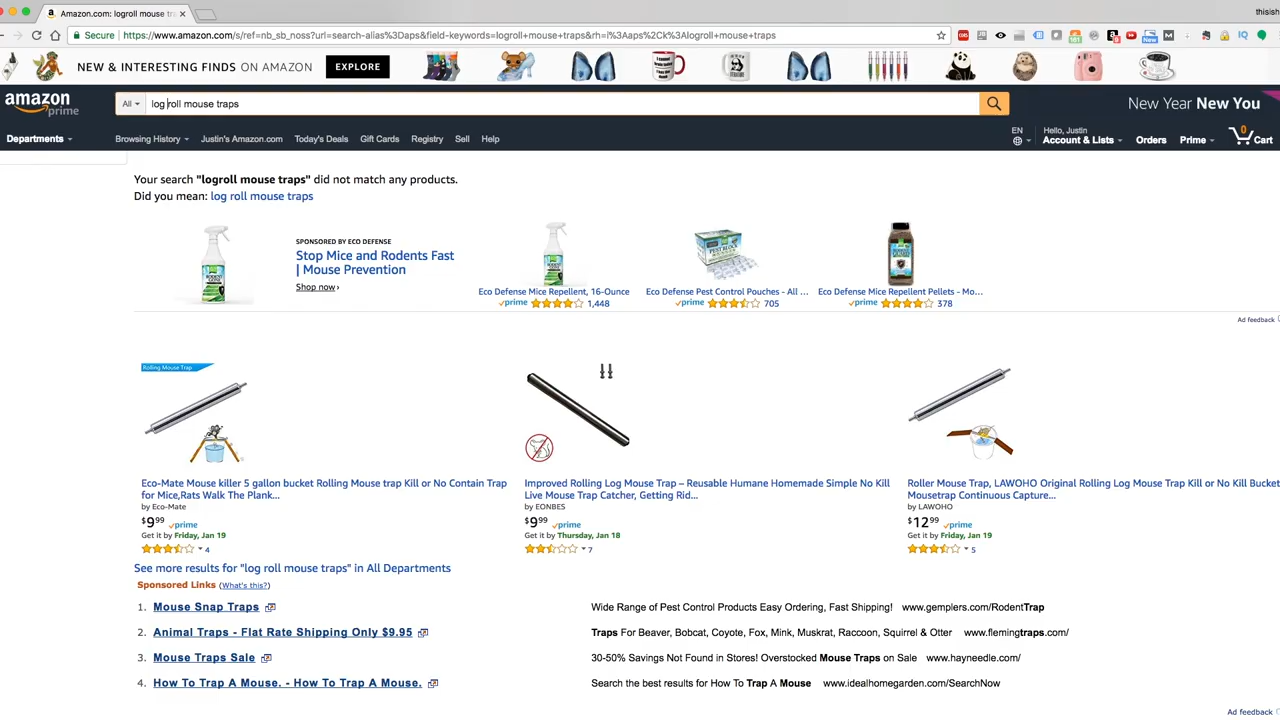 Amazon.com: logroll mouse tr
thisish
Secure
https://www.amazon.com/s/ref=nb_sb_noss?url=search-alias%3Daps&field-keywords=logroll+mouse+traps&rh=i%3Aaps%2Ck%3Alogroll+mouse+traps
NEW & INTERESTING FINDS ON AMAZON
EXPLORE
amazon
prime
All
log roll mouse traps
New Year New You
Departments
Browsing History
Justin's Amazon.com
Today's Deals
Gift Cards
Registry
Sell
Help
EN
Hello, Justin
Account & Lists
Orders
Prime
0
Cart
Your search "logroll mouse traps" did not match any products.
Did you mean: log roll mouse traps
SPONSORED BY ECO DEFENSE
Stop Mice and Rodents Fast
| Mouse Prevention
Shop now ›
Eco Defense Mice Repellent, 16-Ounce
prime 1,448
Eco Defense Pest Control Pouches - All ...
prime 705
Eco Defense Mice Repellent Pellets - Mo...
prime 378
Ad feedback
Rolling Mouse Trap
Eco-Mate Mouse killer 5 gallon bucket Rolling Mouse trap Kill or No Contain Trap
for Mice,Rats Walk The Plank...
by Eco-Mate
$9 99 prime
Get it by Friday, Jan 19
4
Improved Rolling Log Mouse Trap – Reusable Humane Homemade Simple No Kill
Live Mouse Trap Catcher, Getting Rid...
by EONBES
$9 99 prime
Get it by Thursday, Jan 18
7
Roller Mouse Trap, LAWOHO Original Rolling Log Mouse Trap Kill or No Kill Bucket
Mousetrap Continuous Capture...
by LAWOHO
$12 99 prime
Get it by Friday, Jan 19
5
See more results for "log roll mouse traps" in All Departments
Sponsored Links (What's this?)
1. Mouse Snap Traps
Wide Range of Pest Control Products Easy Ordering, Fast Shipping! www.gemplers.com/RodentTrap
2. Animal Traps - Flat Rate Shipping Only $9.95
Traps For Beaver, Bobcat, Coyote, Fox, Mink, Muskrat, Raccoon, Squirrel & Otter www.flemingtraps.com/
3. Mouse Traps Sale
30-50% Savings Not Found in Stores! Overstocked Mouse Traps on Sale www.hayneedle.com/
4. How To Trap A Mouse. - How To Trap A Mouse.
Search the best results for How To Trap A Mouse www.idealhomegarden.com/SearchNow
Ad feedback